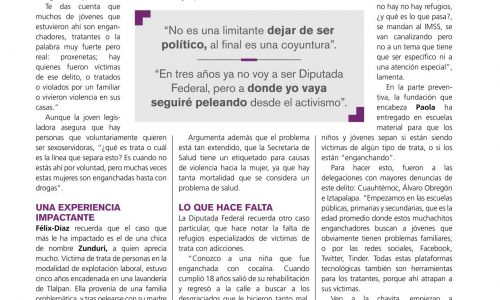 Te das cuenta que
muchos de jóvenes que
estuvieron ahí son engan-
chadores, tratantes o la
palabra muy fuerte pero
real: proxenetas; hay
quienes fueron víctimas
de ese delito, o tratados
o violados por un familiar
o vivieron violencia en sus
casas."
Aunque la joven legis-
ladora asegura que hay
personas que voluntariamente quieren
ser sexoservidoras, "¿qué es trata o cuál
es la línea que separa esto? Es cuando no
están ahí por voluntad, pero muchas veces
estas mujeres son enganchadas hasta con
drogas".
UNA EXPERIENCIA
IMPACTANTE
Félix-Díaz recuerda que el caso que
más le ha impactado es el de una chica
de nombre Zunduri, a quien aprecia
mucho. Víctima de trata de personas en la
modalidad de explotación laboral, estuvo
cinco años encadenada en una lavandería
de Tlalpan. Ella provenía de una familia
problemática, y tras pelearse con su madre
"No es una limitante dejar de ser
político, al final es una coyuntura".
"En tres años ya no voy a ser Diputada
Federal, pero a donde yo vaya
seguiré peleando desde el activismo".
Argumenta además que el problema
está tan extendido, que la Secretaría de
Salud tiene un etiquetado para causas
de violencia hacia la mujer, ya que hay
tanta mortalidad que se considera un
problema de salud.
LO QUE HACE FALTA
La Diputada Federal recuerda otro caso
particular, que hace notar la falta de
refugios especializados de víctimas de
trata con adicciones.
"Conozco a una niña que fue
enganchada con cocaína. Cuando
cumplió 18 años salió de su rehabilitación
y regresó a la calle a buscar a los
desgraciados que le hicieron tanto mal,
no hay no hay refugios,
¿y qué es lo que pasa?,
se mandan al IMSS, se
van canalizando pero
no a un tema que tiene
que ser específico ni a
una atención especial",
lamenta.
En la parte preven-
tiva, la fundación que
encabeza Paola ha
entregado en escuelas
material para que los
niños y jóvenes sepan si están siendo
víctimas de algún tipo de trata, o si los
están "enganchando".
Para hacer esto, fueron a las
delegaciones con mayores denuncias de
este delito: Cuauhtémoc, Álvaro Obregón
e Iztapalapa. "Empezamos en las escuelas
públicas, primarias y secundarias, que es la
edad promedio donde estos muchachitos
enganchadores buscan a jóvenes que
obviamente tienen problemas familiares,
o por las redes sociales, Facebook,
Twitter, Tinder. Todas estas plataformas
tecnológicas también son herramientas
para los tratantes, porque ahí atrapan a
sus víctimas.
Ven a la chavita, empiezan a